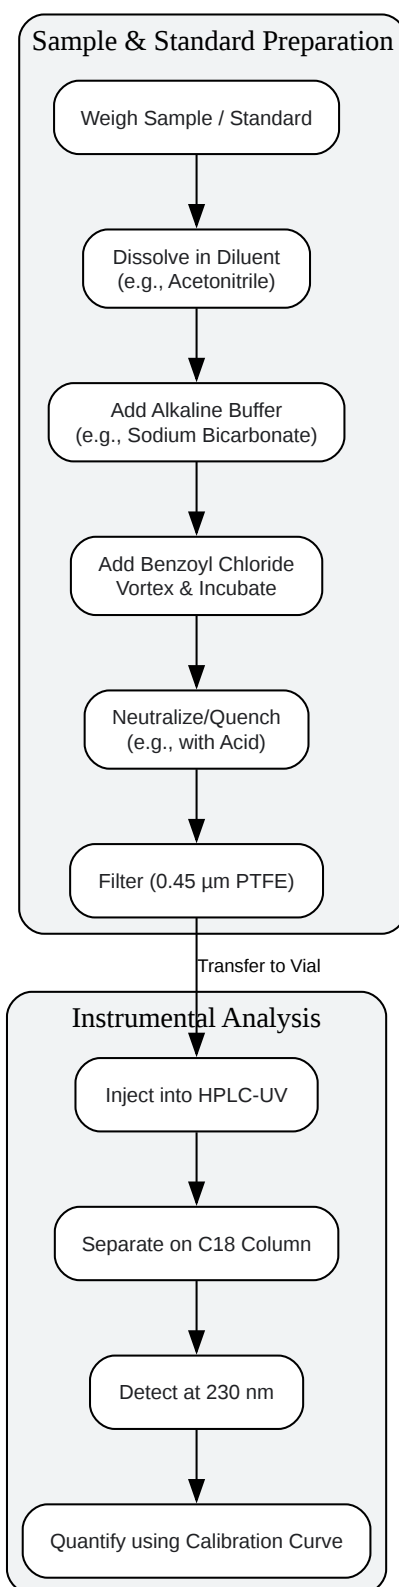 Sample & Standard Preparation
Weigh Sample / Standard
Dissolve in Diluent
(e.g., Acetonitrile)
Add Alkaline Buffer
(e.g., Sodium Bicarbonate)
Add Benzoyl Chloride
Vortex & Incubate
Neutralize/Quench
(e.g., with Acid)
Filter (0.45 µm PTFE)
Transfer to Vial
Instrumental Analysis
Inject into HPLC-UV
Separate on C18 Column
Detect at 230 nm
Quantify using Calibration Curve